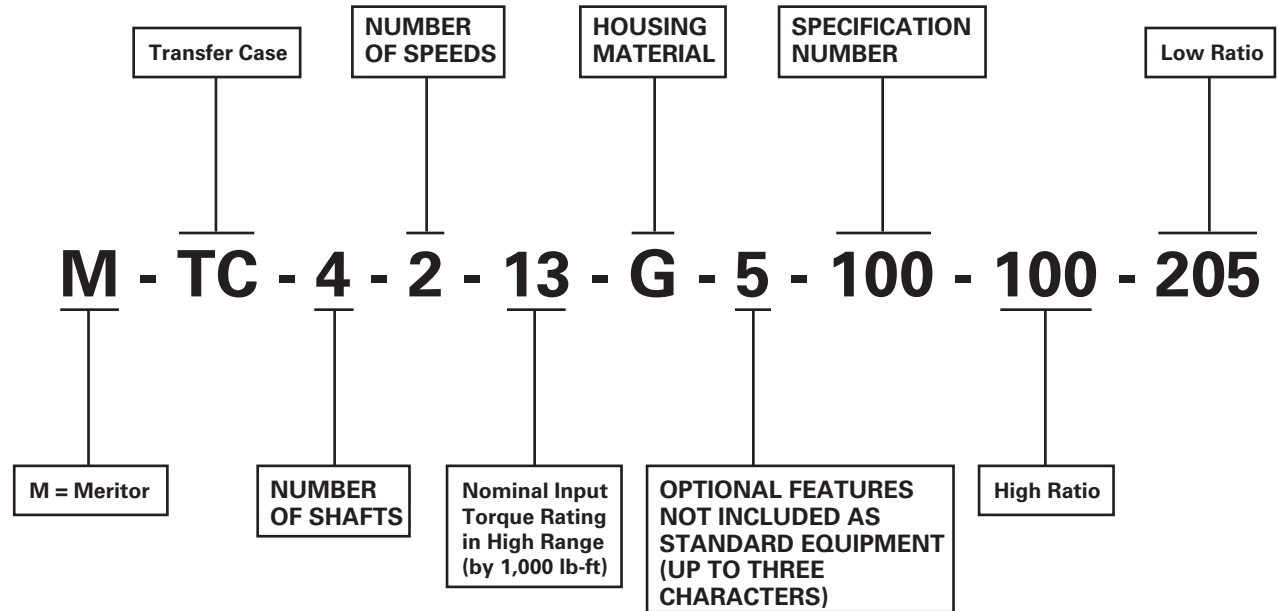 Transfer Case
NUMBER
OF SPEEDS
HOUSING
MATERIAL
SPECIFICATION
NUMBER
Low Ratio
M - TC - 4 - 2 - 13 - G - 5 - 100 - 100 - 205
M = Meritor
NUMBER
OF SHAFTS
Nominal Input
Torque Rating
in High Range
(by 1,000 lb-ft)
OPTIONAL FEATURES
NOT INCLUDED AS
STANDARD EQUIPMENT
(UP TO THREE
CHARACTERS)
High Ratio